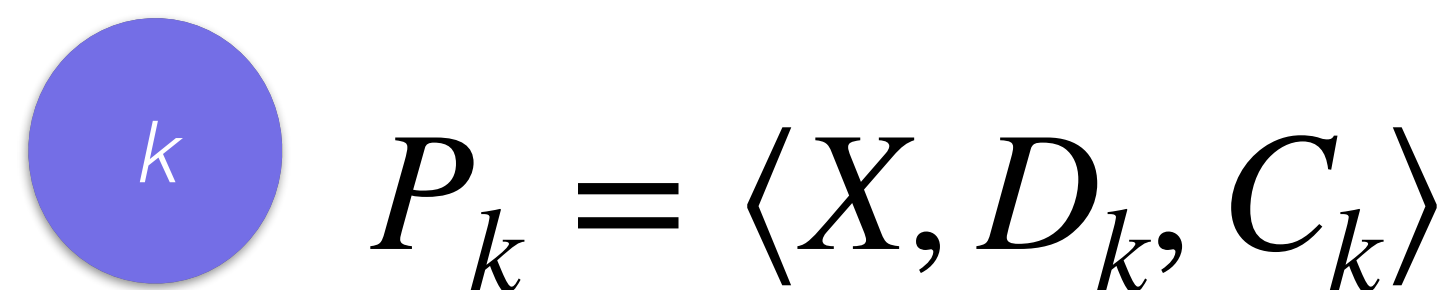 k
P_k = ⟨X, D_k, C_k⟩